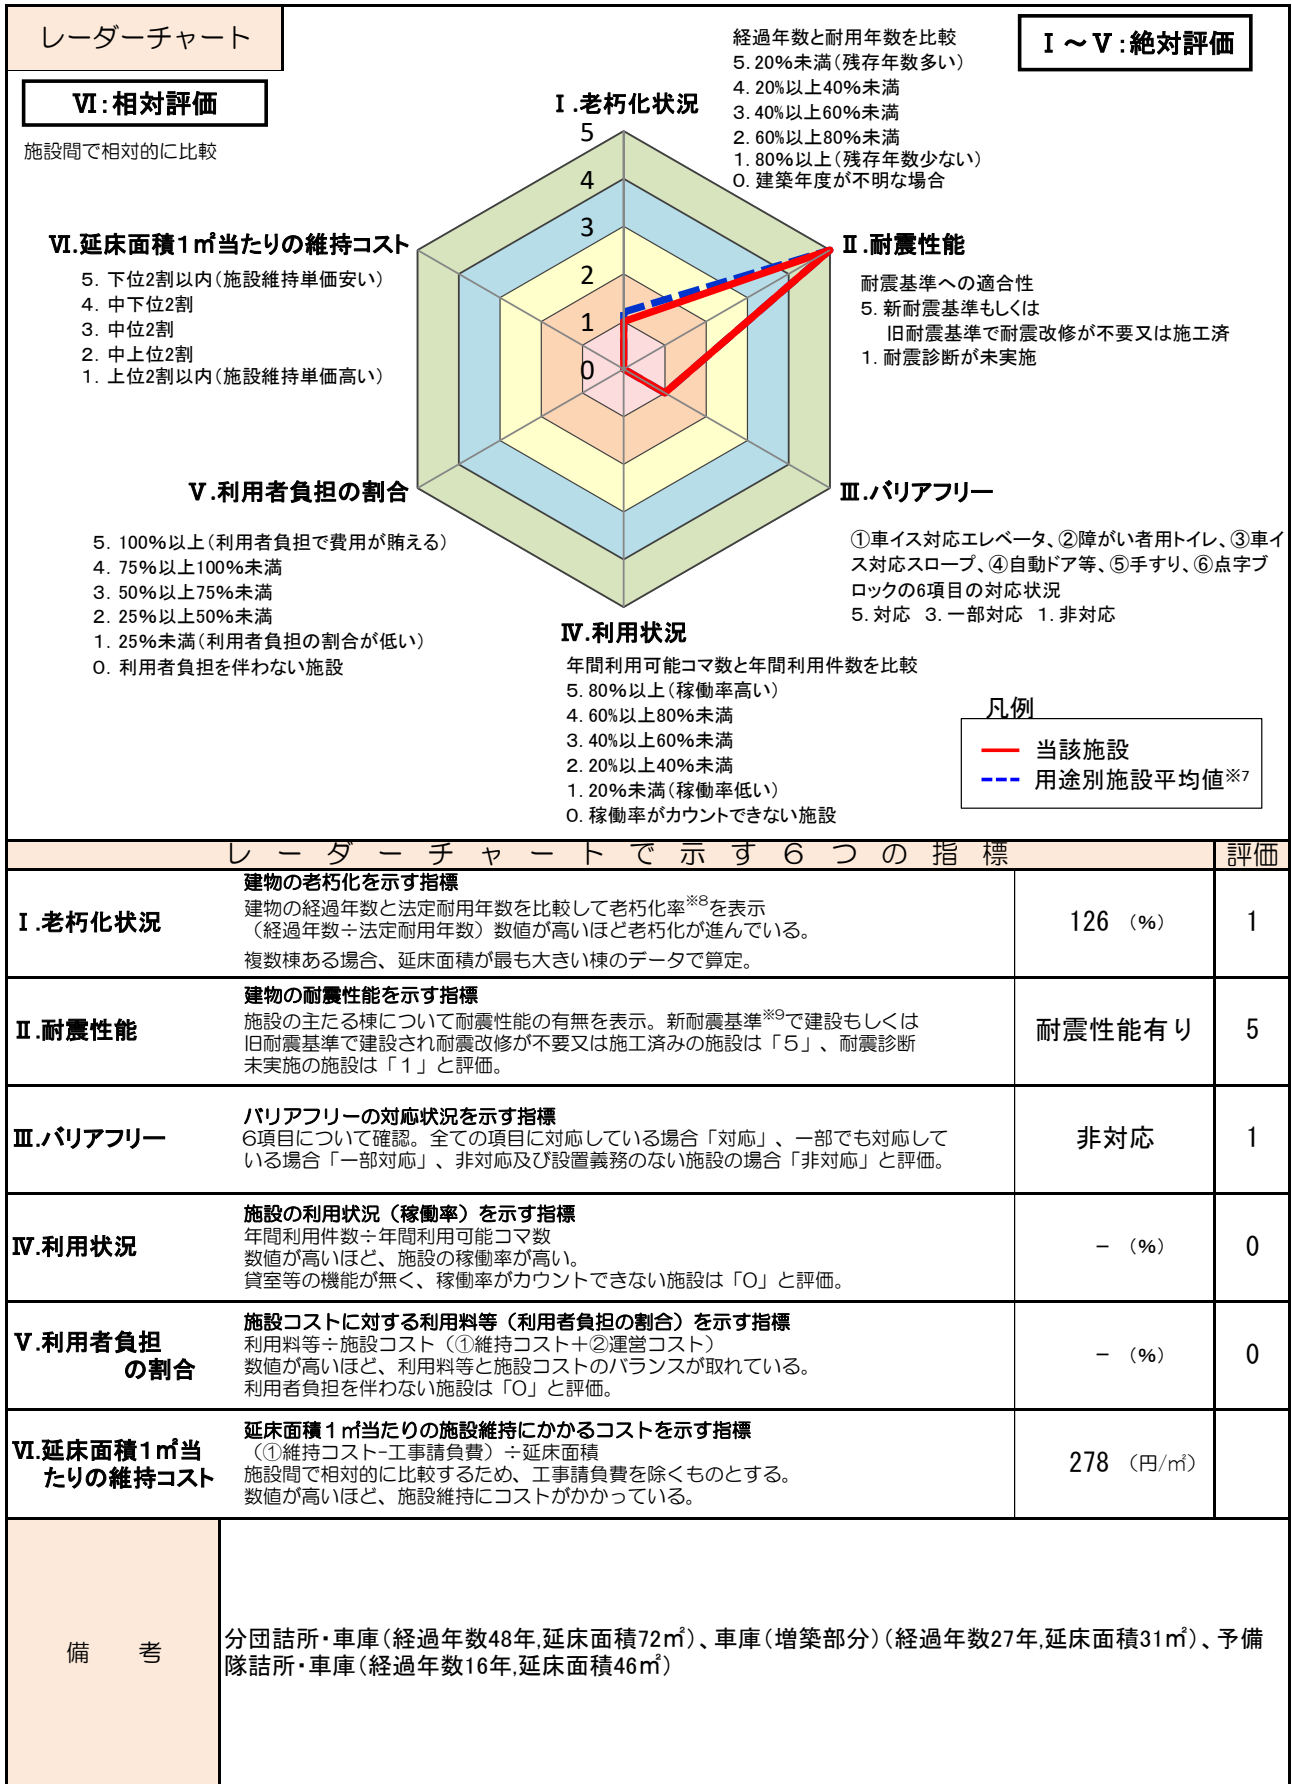 レーダーチャート
Ⅰ～Ⅴ：絶対評価
Ⅵ：相対評価
施設間で相対的に比較
Ⅰ.老朽化状況
経過年数と耐用年数を比較
5．20％未満（残存年数多い）
4．20％以上40％未満
3．40％以上60％未満
2．60％以上80％未満
1．80％以上（残存年数少ない）
0．建築年度が不明な場合
5
4
3
2
1
0
Ⅱ.耐震性能
耐震基準への適合性
5．新耐震基準もしくは
旧耐震基準で耐震改修が不要又は施工済
1．耐震診断が未実施
Ⅵ.延床面積1㎡当たりの維持コスト
5．下位2割以内（施設維持単価安い）
4．中下位2割
3．中位2割
2．中上位2割
1．上位2割以内（施設維持単価高い）
Ⅴ.利用者負担の割合
5．100％以上（利用者負担で費用が賄える）
4．75％以上100％未満
3．50％以上75％未満
2．25％以上50％未満
1．25％未満（利用者負担の割合が低い）
0．利用者負担を伴わない施設
Ⅲ.バリアフリー
①車イス対応エレベータ、②障がい者用トイレ、③車イ
ス対応スロープ、④自動ドア等、⑤手すり、⑥点字ブ
ロックの6項目の対応状況
5．対応 3．一部対応 1．非対応
Ⅳ.利用状況
年間利用可能コマ数と年間利用件数を比較
5．80％以上（稼働率高い）
4．60％以上80％未満
3．40％以上60％未満
2．20％以上40％未満
1．20％未満（稼働率低い）
0．稼働率がカウントできない施設
凡例
当該施設
用途別施設平均値※7
レーダーチャートで示す6つの指標 評価
Ⅰ.老朽化状況
建物の老朽化を示す指標
建物の経過年数と法定耐用年数を比較して老朽化率※8を表示
（経過年数÷法定耐用年数）数値が高いほど老朽化が進んでいる。
複数棟ある場合、延床面積が最も大きい棟のデータで算定。
126 （％） 1
Ⅱ.耐震性能
建物の耐震性能を示す指標
施設の主たる棟について耐震性能の有無を表示。新耐震基準※9で建設もしくは
旧耐震基準で建設され耐震改修が不要又は施工済みの施設は「5」、耐震診断
未実施の施設は「1」と評価。
耐震性能有り 5
Ⅲ.バリアフリー
バリアフリーの対応状況を示す指標
6項目について確認。全ての項目に対応している場合「対応」、一部でも対応して
いる場合「一部対応」、非対応及び設置義務のない施設の場合「非対応」と評価。
非対応 1
Ⅳ.利用状況
施設の利用状況（稼働率）を示す指標
年間利用件数÷年間利用可能コマ数
数値が高いほど、施設の稼働率が高い。
貸室等の機能が無く、稼働率がカウントできない施設は「0」と評価。
－ （％） 0
Ⅴ.利用者負担
の割合
施設コストに対する利用料等（利用者負担の割合）を示す指標
利用料等÷施設コスト（①維持コスト＋②運営コスト）
数値が高いほど、利用料等と施設コストのバランスが取れている。
利用者負担を伴わない施設は「0」と評価。
－ （％） 0
Ⅵ.延床面積1㎡当
たりの維持コスト
延床面積1㎡当たりの施設維持にかかるコストを示す指標
（①維持コスト-工事請負費）÷延床面積
施設間で相対的に比較するため、工事請負費を除くものとする。
数値が高いほど、施設維持にコストがかかっている。
278 （円/㎡）
備考
分団詰所・車庫（経過年数48年,延床面積72㎡）、車庫（増築部分）（経過年数27年,延床面積31㎡）、予備
隊詰所・車庫（経過年数16年,延床面積46㎡）